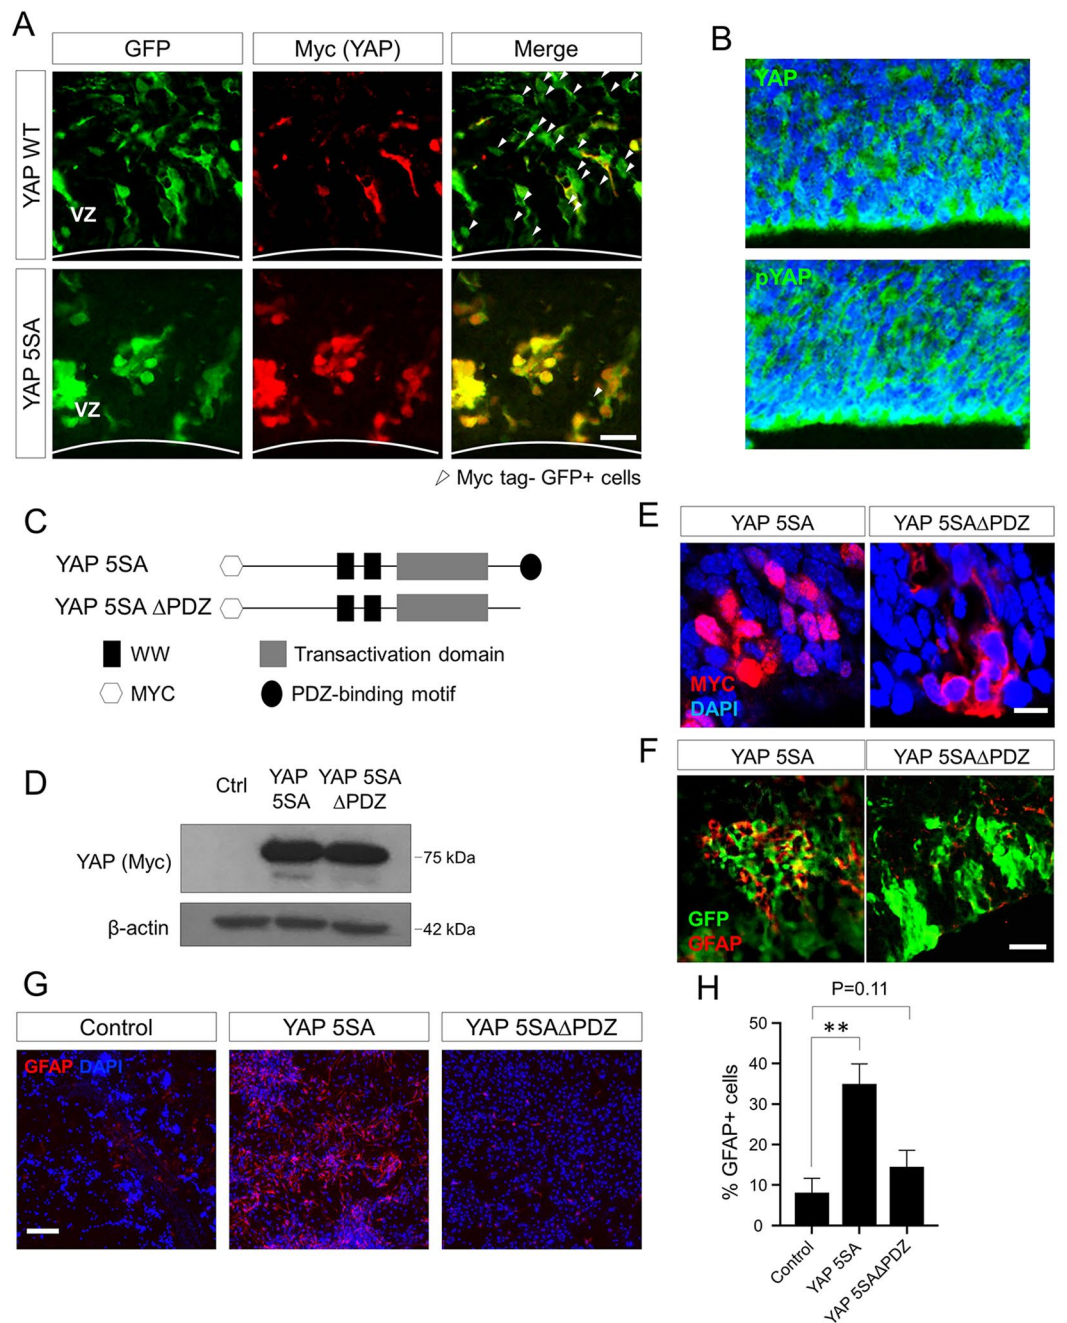 A
GFP
Myc (YAP)
Merge
YAP WT
VZ
YAP 5SA
VZ
Myc tag- GFP+ cells
B
YAP
pYAP
C
YAP 5SA
YAP 5SA ΔPDZ
WW
Transactivation domain
MYC
PDZ-binding motif
D
Ctrl
YAP 5SA
YAP 5SA ΔPDZ
YAP (Myc)
75 kDa
β-actin
42 kDa
E
YAP 5SA
YAP 5SAΔPDZ
MYC
DAPI
F
YAP 5SA
YAP 5SAΔPDZ
GFP
GFAP
G
Control
YAP 5SA
YAP 5SAΔPDZ
GFAP DAPI
H
P=0.11
**
% GFAP+ cells
50
40
30
20
10
0
Control
YAP 5SA
YAP 5SAΔPDZ